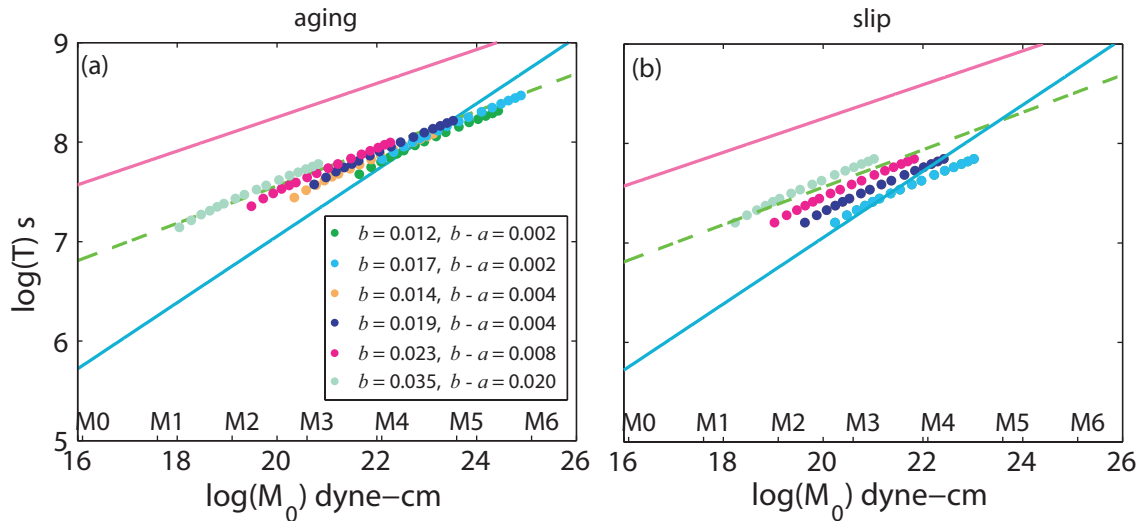 aging
slip
(a)
(b)
9
8
7
6
5
log(T) s
b = 0.012, b - a = 0.002
b = 0.017, b - a = 0.002
b = 0.014, b - a = 0.004
b = 0.019, b - a = 0.004
b = 0.023, b - a = 0.008
b = 0.035, b - a = 0.020
M0 M1 M2 M3 M4 M5 M6
M0 M1 M2 M3 M4 M5 M6
16 18 20 22 24 26
16 18 20 22 24 26
log(M₀) dyne−cm
log(M₀) dyne−cm